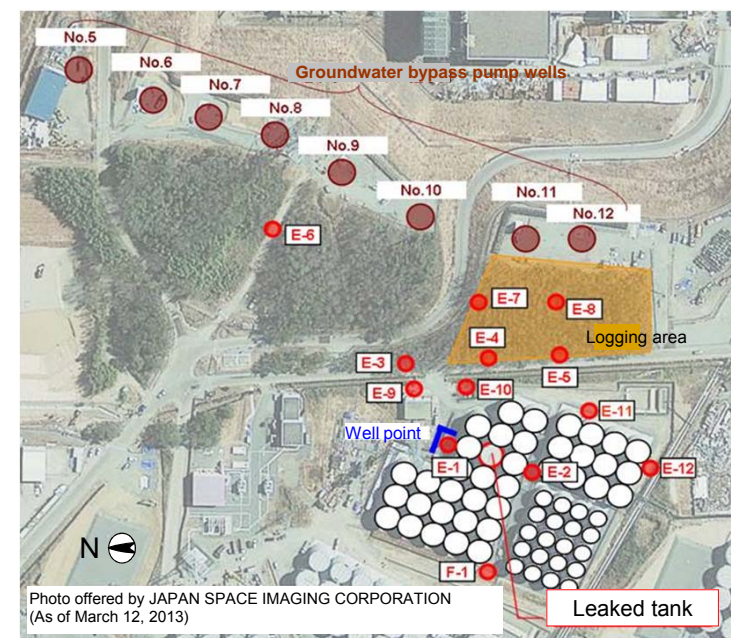 No.5
No.6
No.7
No.8
No.9
No.10
No.11
No.12
Groundwater bypass pump wells
E-6
E-7
E-8
E-4
Logging area
E-3
E-5
E-9
E-10
E-11
Well point
E-1
E-2
E-12
N
F-1
Photo offered by JAPAN SPACE IMAGING CORPORATION
(As of March 12, 2013)
Leaked tank